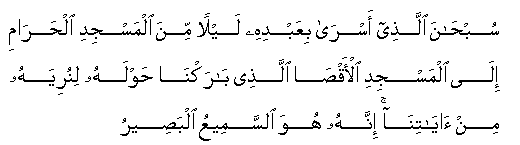 سُبْحَٰنَ ٱلَّذِىٓ أَسْرَىٰ بِعَبْدِهِۦ لَيْلًا مِّنَ ٱلْمَسْجِدِ ٱلْحَرَامِ
إِلَى ٱلْمَسْجِدِ ٱلْأَقْصَا ٱلَّذِى بَٰرَكْنَا حَوْلَهُۥ لِنُرِيَهُۥ
مِنْ ءَايَٰتِنَآ ۚ إِنَّهُۥ هُوَ ٱلسَّمِيعُ ٱلْبَصِيرُ